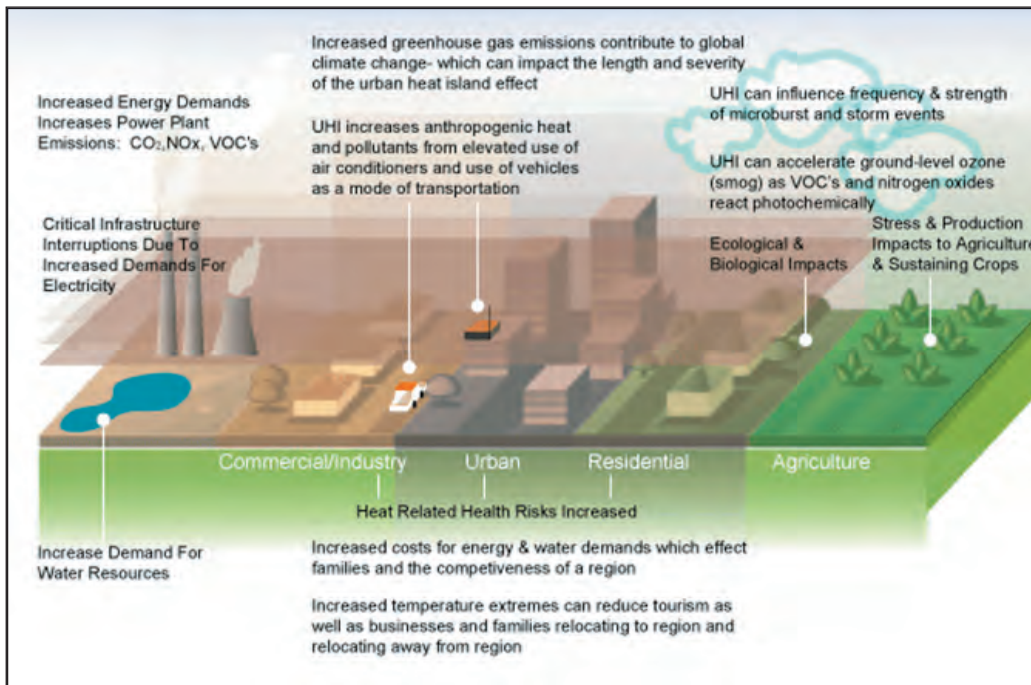 Increased greenhouse gas emissions contribute to global
climate change- which can impact the length and severity
of the urban heat island effect
Increased Energy Demands
Increases Power Plant
Emissions: CO₂,NOx, VOC's
UHI increases anthropogenic heat
and pollutants from elevated use of
air conditioners and use of vehicles
as a mode of transportation
UHI can influence frequency & strength
of microburst and storm events
UHI can accelerate ground-level ozone
(smog) as VOC's and nitrogen oxides
react photochemically
Critical Infrastructure
Interruptions Due To
Increased Demands For
Electricity
Ecological &
Biological Impacts
Stress & Production
Impacts to Agriculture
& Sustaining Crops
Commercial/Industry
Urban
Residential
Agriculture
Heat Related Health Risks Increased
Increase Demand For
Water Resources
Increased costs for energy & water demands which effect
families and the competiveness of a region
Increased temperature extremes can reduce tourism as
well as businesses and families relocating to region and
relocating away from region